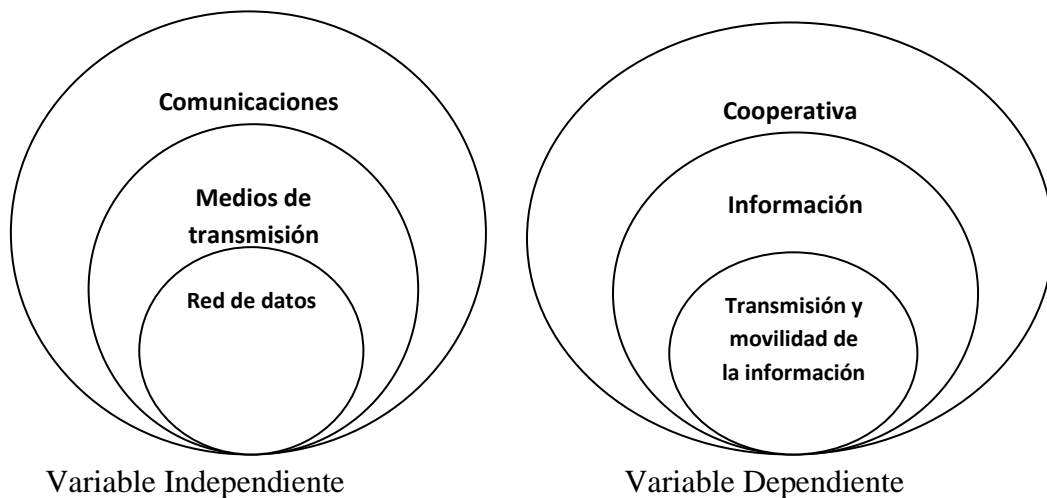 Comunicaciones
Medios de
transmisión
Red de datos
Variable Independiente
Cooperativa
Información
Transmisión y
movilidad de
la información
Variable Dependiente